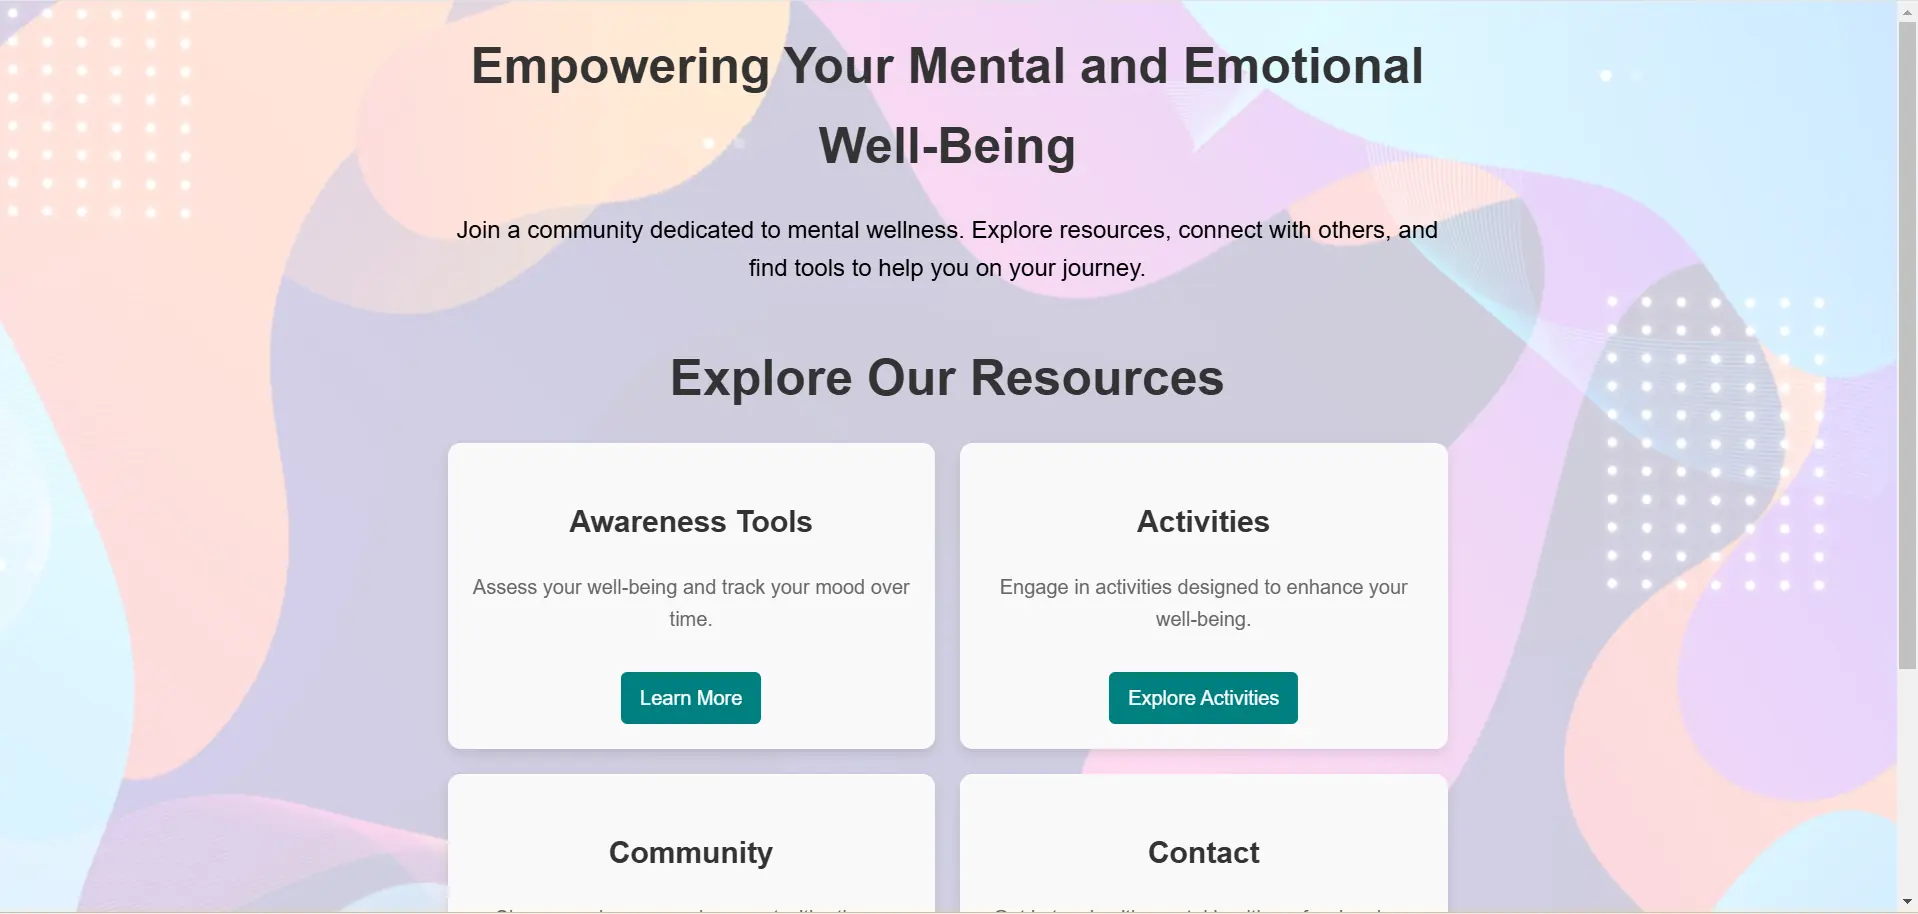 Empowering Your Mental and Emotional
Well-Being
Join a community dedicated to mental wellness. Explore resources, connect with others, and
find tools to help you on your journey.
Explore Our Resources
Awareness Tools
Assess your well-being and track your mood over
time.
Learn More
Activities
Engage in activities designed to enhance your
well-being.
Explore Activities
Community
Contact